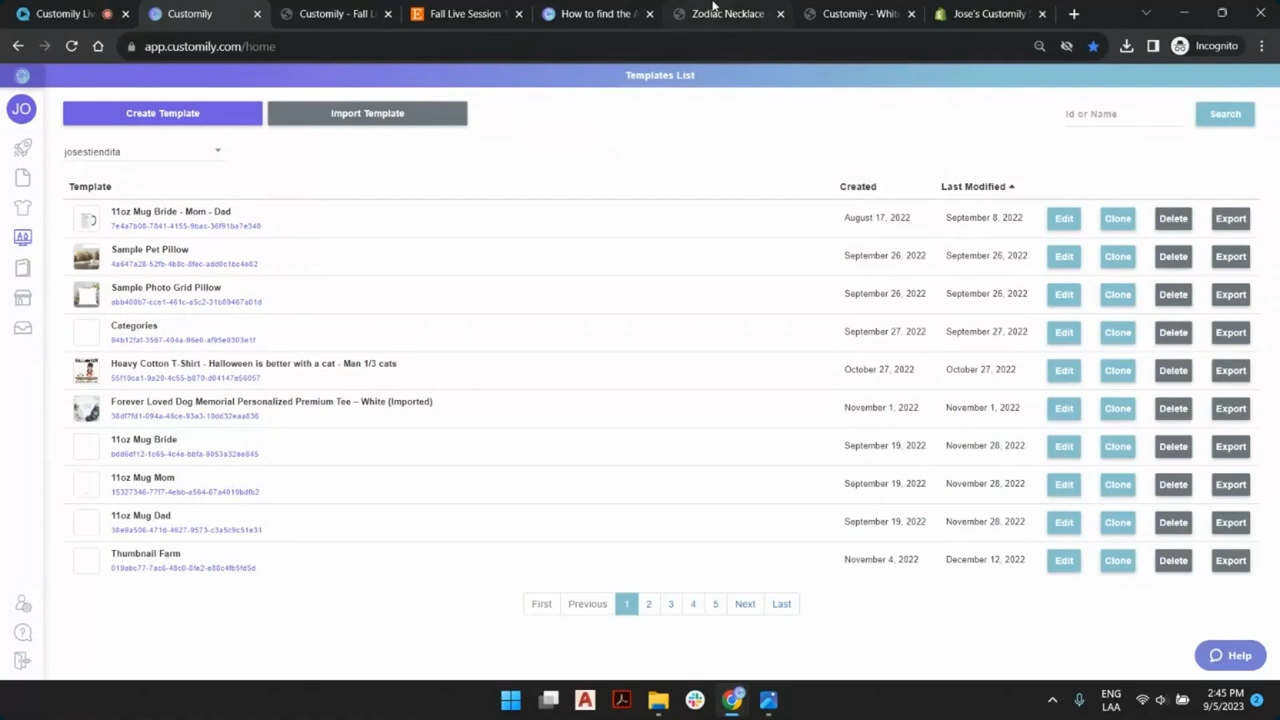 Customily Liv
Customily
Customily - Fall Li
Fall Live Session 1
How to find the A
Zodiac Necklace
Customily - Whit
Jose's Customily S
app.customily.com/home
Incognito
Templates List
JO
Create Template
Import Template
Id or Name
Search
josestiendita
Template
Created
Last Modified
11oz Mug Bride - Mom - Dad
August 17, 2022
September 8, 2022
Edit
Clone
Delete
Export
Sample Pet Pillow
September 26, 2022
September 26, 2022
Edit
Clone
Delete
Export
Sample Photo Grid Pillow
September 26, 2022
September 26, 2022
Edit
Clone
Delete
Export
Categories
September 27, 2022
September 27, 2022
Edit
Clone
Delete
Export
Heavy Cotton T-Shirt - Halloween is better with a cat - Man 1/3 cats
October 27, 2022
October 27, 2022
Edit
Clone
Delete
Export
Forever Loved Dog Memorial Personalized Premium Tee – White (Imported)
November 1, 2022
November 1, 2022
Edit
Clone
Delete
Export
11oz Mug Bride
September 19, 2022
November 28, 2022
Edit
Clone
Delete
Export
11oz Mug Mom
September 19, 2022
November 28, 2022
Edit
Clone
Delete
Export
11oz Mug Dad
September 19, 2022
November 28, 2022
Edit
Clone
Delete
Export
Thumbnail Farm
November 4, 2022
December 12, 2022
Edit
Clone
Delete
Export
First
Previous
1
2
3
4
5
Next
Last
Help
ENG
LAA
2:45 PM
9/5/2023
2